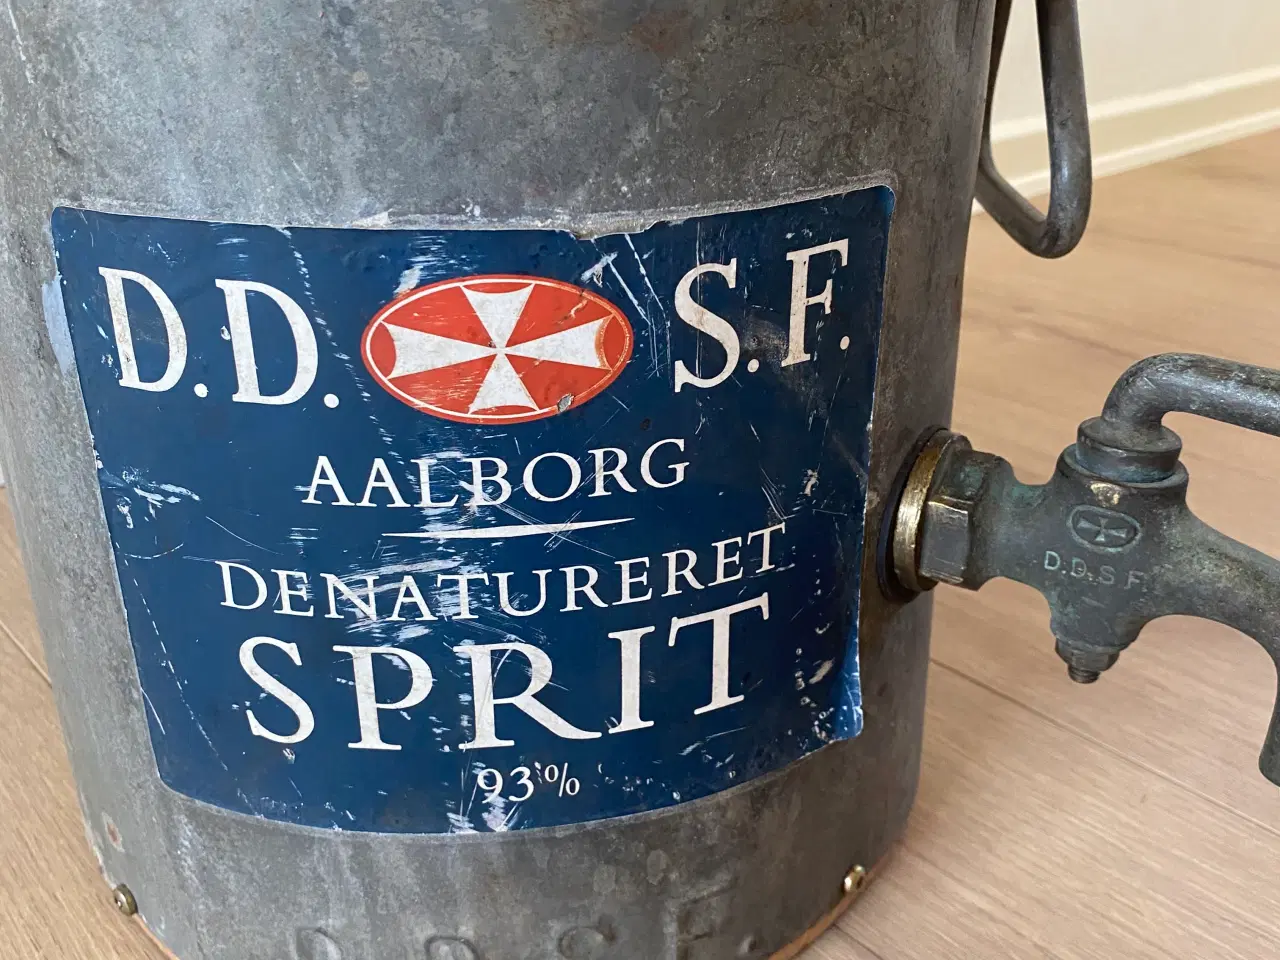 D.D. S.F.
AALBORG
DENATURERET
SPRIT
93%
D.D.S.F.
D.D.S.F.